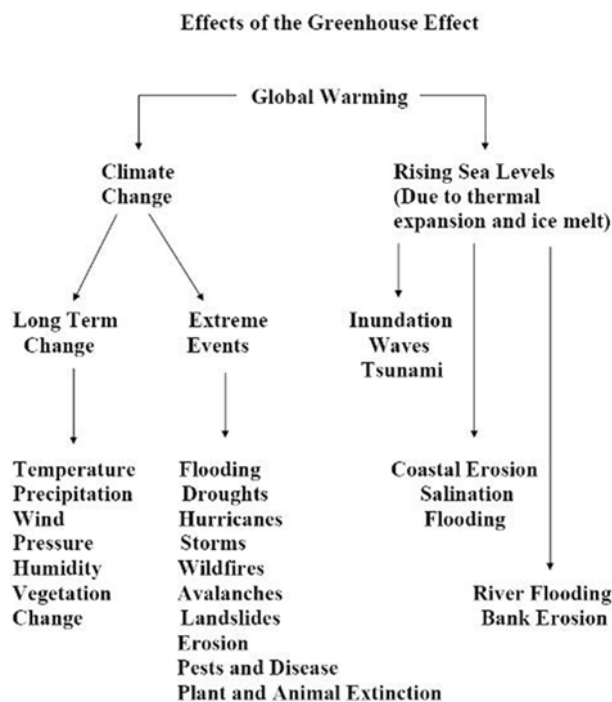 Effects of the Greenhouse Effect
Global Warming
Climate
Change
Rising Sea Levels
(Due to thermal
expansion and ice melt)
Long Term
Change
Extreme
Events
Inundation
Waves
Tsunami
Temperature
Precipitation
Wind
Pressure
Humidity
Vegetation
Change
Flooding
Droughts
Hurricanes
Storms
Wildfires
Avalanches
Landslides
Erosion
Pests and Disease
Plant and Animal Extinction
Coastal Erosion
Salination
Flooding
River Flooding
Bank Erosion